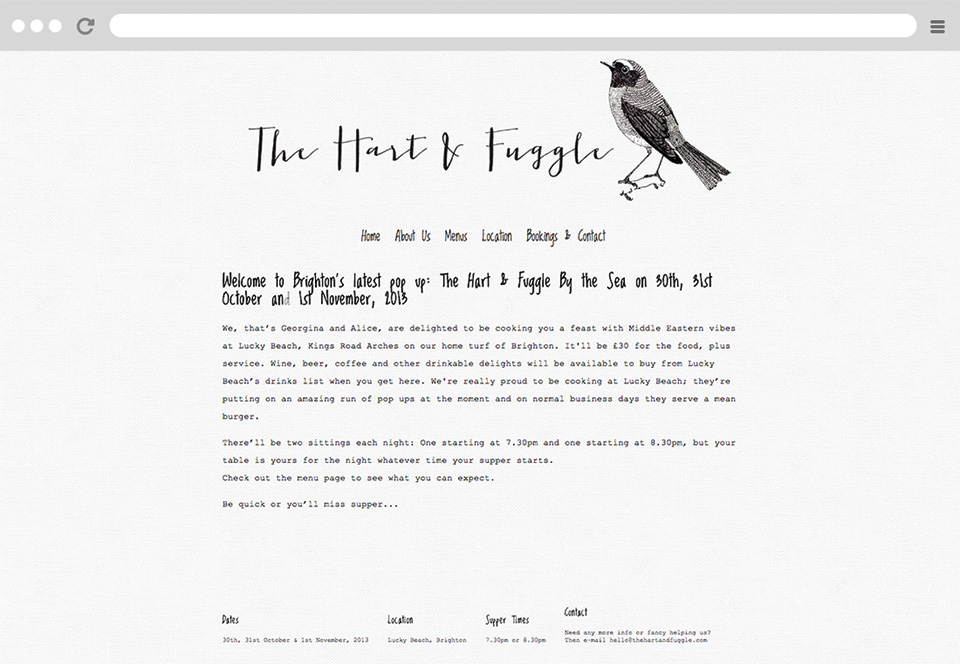 The Hart & Fuggle
Home About Us Menus Location Bookings & Contact
Welcome to Brighton's latest pop up: The Hart & Fuggle By the Sea on 30th, 31st
October and 1st November, 2013
We, that's Georgina and Alice, are delighted to be cooking you a feast with Middle Eastern vibes
at Lucky Beach, Kings Road Arches on our home turf of Brighton. It'll be £30 for the food, plus
service. Wine, beer, coffee and other drinkable delights will be available to buy from Lucky
Beach's drinks list when you get here. We're really proud to be cooking at Lucky Beach; they're
putting on an amazing run of pop ups at the moment and on normal business days they serve a mean
burger.
There'll be two sittings each night: One starting at 7.30pm and one starting at 8.30pm, but your
table is yours for the night whatever time your supper starts.
Check out the menu page to see what you can expect.
Be quick or you'll miss supper...
Dates
30th, 31st October & 1st November, 2013
Location
Lucky Beach, Brighton
Supper Times
7.30pm or 8.30pm
Contact
Need any more info or fancy helping us?
Then e-mail hello@thehartandfuggle.com